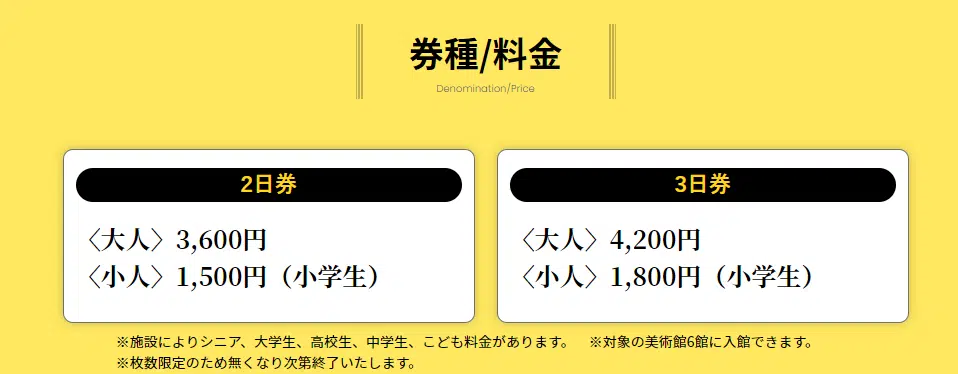 券種/料金
Denomination/Price
2日券
〈大人〉3,600円
〈小人〉1,500円（小学生）
3日券
〈大人〉4,200円
〈小人〉1,800円（小学生）
※施設によりシニア、大学生、高校生、中学生、こども料金があります。　※対象の美術館6館に入館できます。
※枚数限定のため無くなり次第終了いたします。